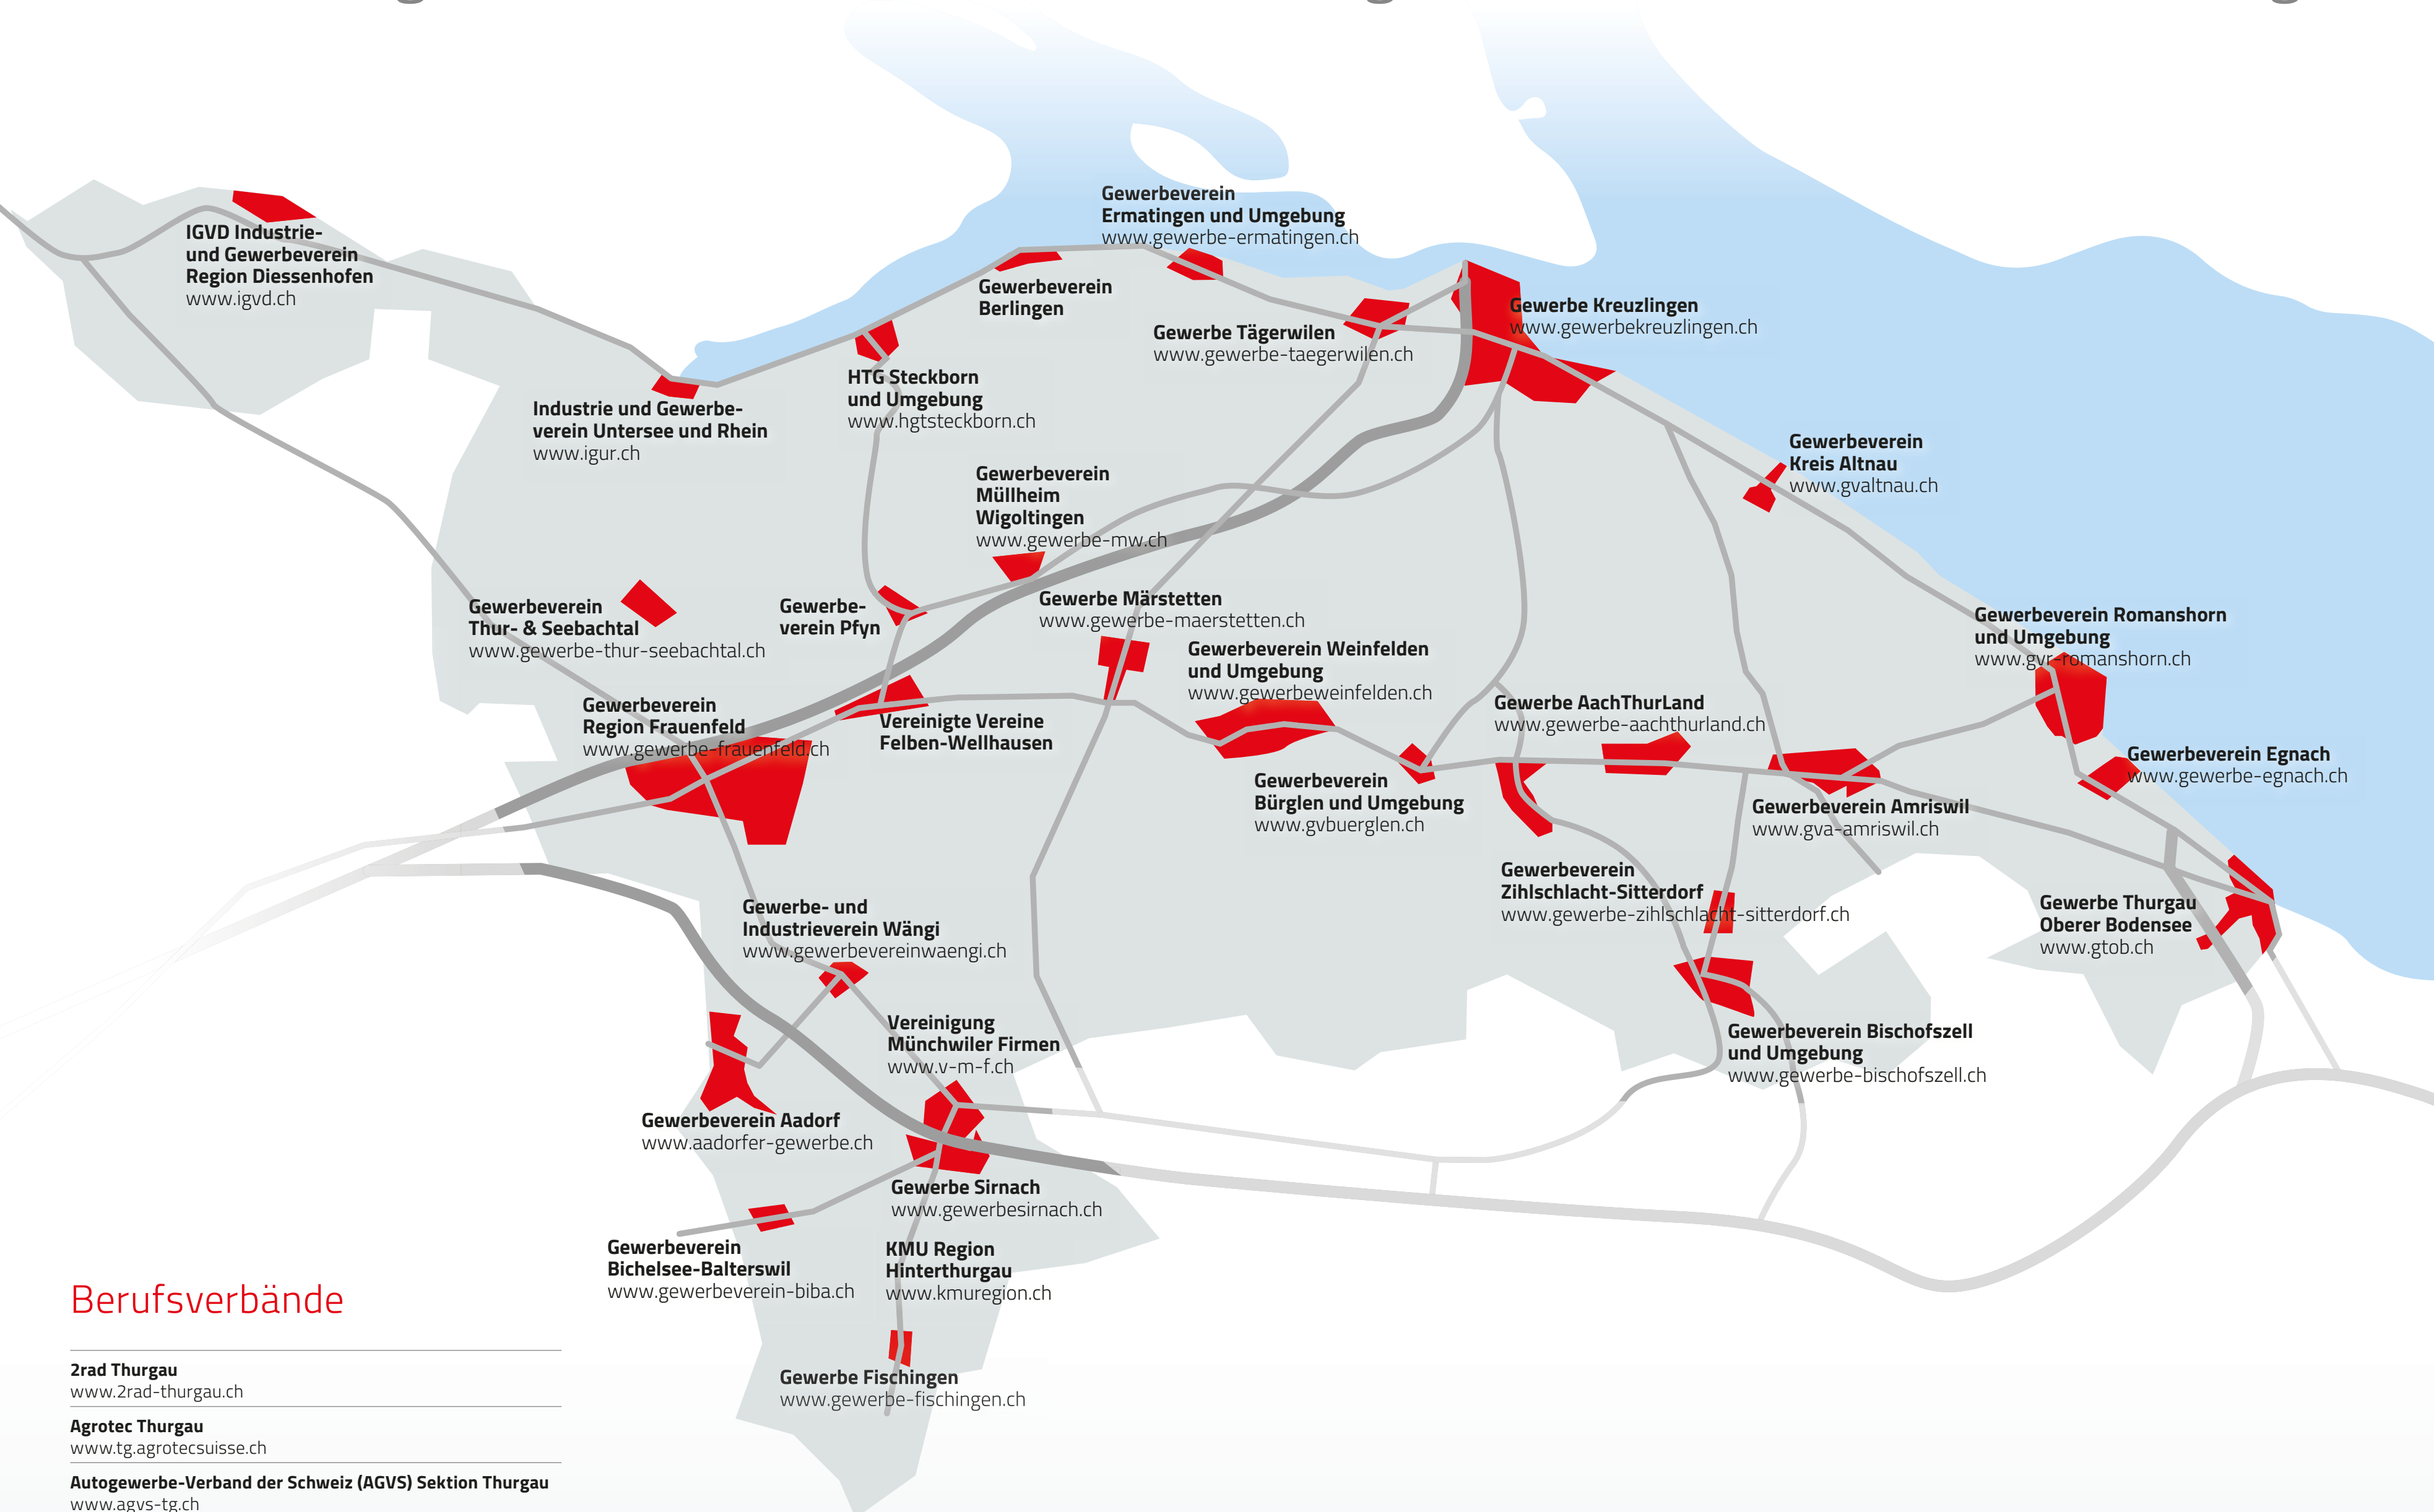 IGVD Industrie-
und Gewerbeverein
Region Diessenhofen
www.igvd.ch
Gewerbeverein
Ermatingen und Umgebung
www.gewerbe-ermatingen.ch
Gewerbeverein
Berlingen
Gewerbe Tägerwilen
www.gewerbe-taegerwilen.ch
Gewerbe Kreuzlingen
www.gewerbekreuzlingen.ch
HTG Steckborn
und Umgebung
www.hgtsteckborn.ch
Industrie und Gewerbe-
verein Untersee und Rhein
www.igur.ch
Gewerbeverein
Kreis Altnau
www.gvaltnau.ch
Gewerbeverein
Müllheim
Wigoltingen
www.gewerbe-mw.ch
Gewerbeverein
Thur- & Seebachtal
www.gewerbe-thur-seebachtal.ch
Gewerbe-
verein Pfyn
Gewerbe Märstetten
www.gewerbe-maerstetten.ch
Gewerbeverein Weinfelden
und Umgebung
www.gewerbeweinfelden.ch
Gewerbeverein Romanshorn
und Umgebung
www.gvr-romanshorn.ch
Gewerbeverein
Region Frauenfeld
www.gewerbe-frauenfeld.ch
Vereinigte Vereine
Felben-Wellhausen
Gewerbe AachThurLand
www.gewerbe-aachthurland.ch
Gewerbeverein Egnach
www.gewerbe-egnach.ch
Gewerbeverein
Bürglen und Umgebung
www.gvbuerglen.ch
Gewerbeverein Amriswil
www.gva-amriswil.ch
Gewerbeverein
Zihlschlacht-Sitterdorf
www.gewerbe-zihlschlacht-sitterdorf.ch
Gewerbe Thurgau
Oberer Bodensee
www.gtob.ch
Gewerbe- und
Industrieverein Wängi
www.gewerbevereinwaengi.ch
Vereinigung
Münchwiler Firmen
www.v-m-f.ch
Gewerbeverein Bischofszell
und Umgebung
www.gewerbe-bischofszell.ch
Gewerbeverein Aadorf
www.aadorfer-gewerbe.ch
Gewerbe Sirnach
www.gewerbesirnach.ch
Gewerbeverein
Bichelsee-Balterswil
www.gewerbeverein-biba.ch
KMU Region
Hinterthurgau
www.kmuregion.ch
Gewerbe Fischingen
www.gewerbe-fischingen.ch
Berufsverbände
2rad Thurgau
www.2rad-thurgau.ch
Agrotec Thurgau
www.tg.agrotecsuisse.ch
Autogewerbe-Verband der Schweiz (AGVS) Sektion Thurgau
www.agvs-tg.ch